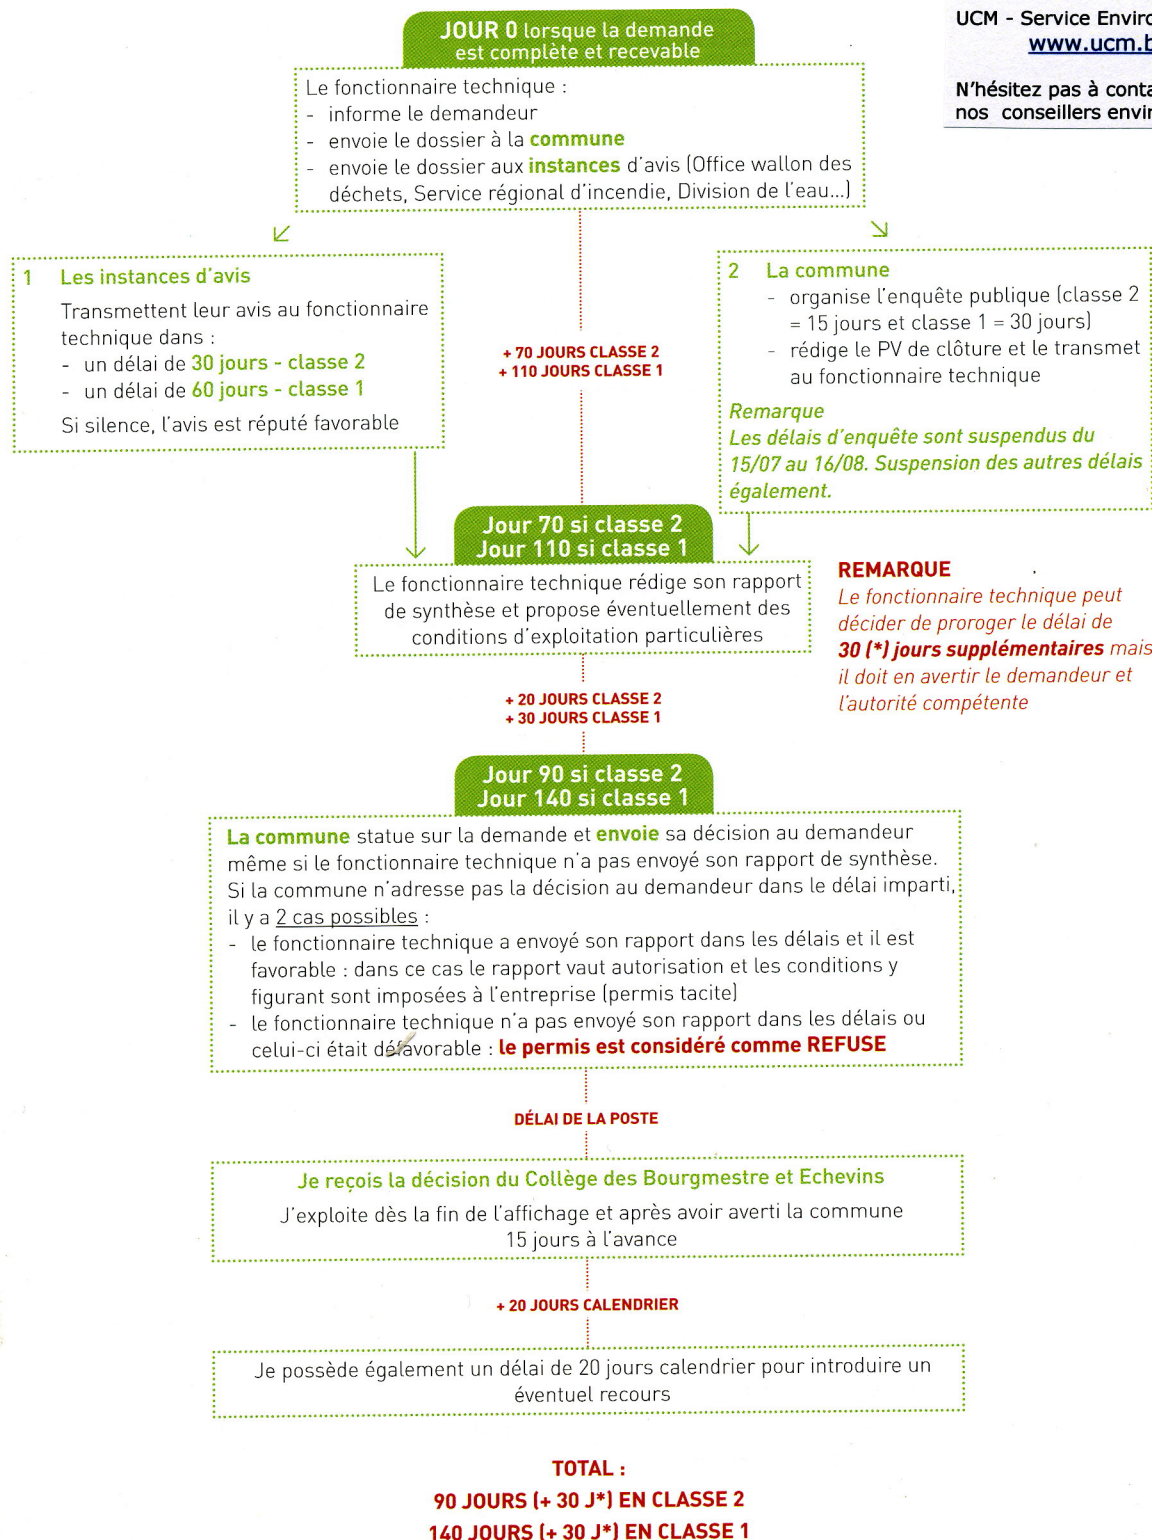 UCM - Service Enviro
www.ucm.b
N'hésitez pas à conta
nos conseillers envir
JOUR 0 lorsque la demande
est complète et recevable
Le fonctionnaire technique :
- informe le demandeur
- envoie le dossier à la commune
- envoie le dossier aux instances d'avis (Office wallon des
déchets, Service régional d'incendie, Division de l'eau...)
1 Les instances d'avis
Transmettent leur avis au fonctionnaire
technique dans :
- un délai de 30 jours - classe 2
- un délai de 60 jours - classe 1
Si silence, l'avis est réputé favorable
+ 70 JOURS CLASSE 2
+ 110 JOURS CLASSE 1
2 La commune
- organise l'enquête publique (classe 2
= 15 jours et classe 1 = 30 jours)
- rédige le PV de clôture et le transmet
au fonctionnaire technique
Remarque
Les délais d'enquête sont suspendus du
15/07 au 16/08. Suspension des autres délais
également.
Jour 70 si classe 2
Jour 110 si classe 1
Le fonctionnaire technique rédige son rapport
de synthèse et propose éventuellement des
conditions d'exploitation particulières
REMARQUE
Le fonctionnaire technique peut
décider de proroger le délai de
30 (*) jours supplémentaires mais
il doit en avertir le demandeur et
l'autorité compétente
+ 20 JOURS CLASSE 2
+ 30 JOURS CLASSE 1
Jour 90 si classe 2
Jour 140 si classe 1
La commune statue sur la demande et envoie sa décision au demandeur
même si le fonctionnaire technique n'a pas envoyé son rapport de synthèse.
Si la commune n'adresse pas la décision au demandeur dans le délai imparti,
il y a 2 cas possibles :
- le fonctionnaire technique a envoyé son rapport dans les délais et il est
favorable : dans ce cas le rapport vaut autorisation et les conditions y
figurant sont imposées à l'entreprise (permis tacite)
- le fonctionnaire technique n'a pas envoyé son rapport dans les délais ou
celui-ci était défavorable : le permis est considéré comme REFUSE
DÉLAI DE LA POSTE
Je reçois la décision du Collège des Bourgmestre et Echevins
J'exploite dès la fin de l'affichage et après avoir averti la commune
15 jours à l'avance
+ 20 JOURS CALENDRIER
Je possède également un délai de 20 jours calendrier pour introduire un
éventuel recours
TOTAL :
90 JOURS (+ 30 J*) EN CLASSE 2
140 JOURS (+ 30 J*) EN CLASSE 1